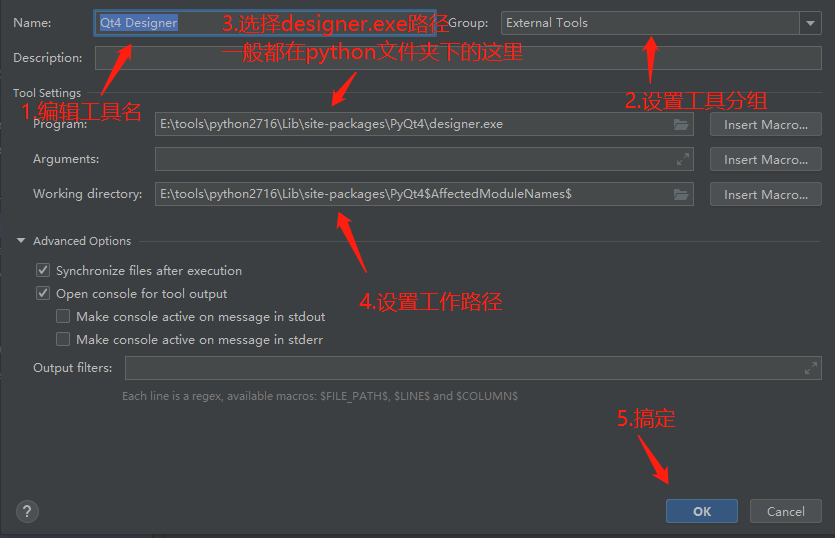 Name:
Qt4 Designer
3.选择designer.exe路径
Group:
External Tools
一般都在python文件夹下的这里
Description:
Tool Settings
1.编辑工具名
2.设置工具分组
Program:
E:\tools\python2716\Lib\site-packages\PyQt4\designer.exe
Insert Macro...
Arguments:
Insert Macro...
Working directory:
E:\tools\python2716\Lib\site-packages\PyQt4$AffectedModuleNames$
Insert Macro...
Advanced Options
Synchronize files after execution
Open console for tool output
4.设置工作路径
Make console active on message in stdout
Make console active on message in stderr
Output filters:
Each line is a regex, available macros: $FILE_PATH$, $LINE$ and $COLUMN$
5.搞定
?
OK
Cancel